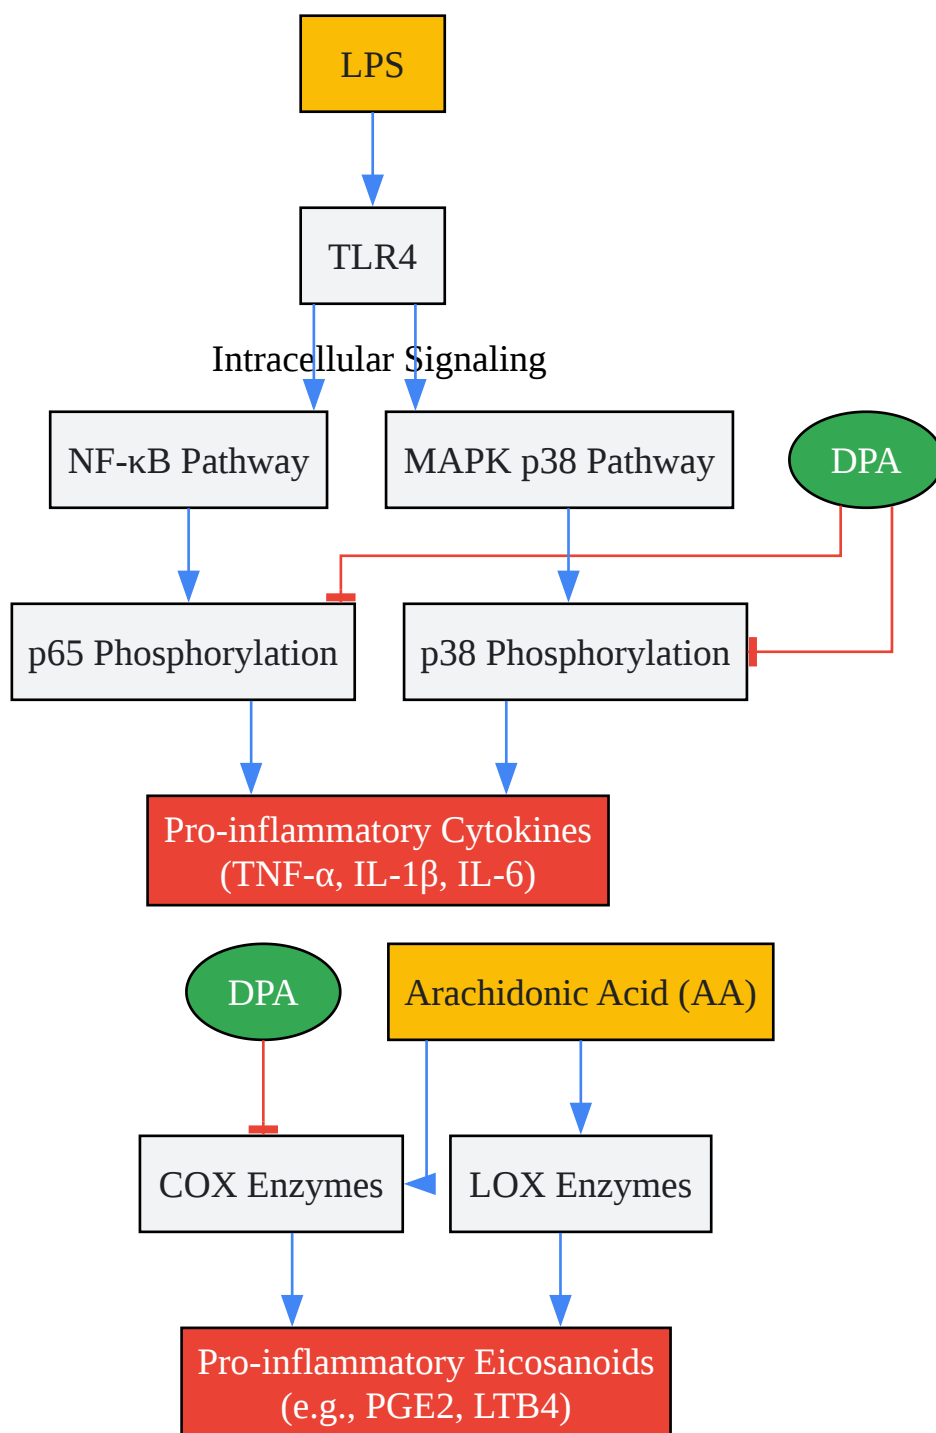 LPS
TLR4
Intracellular Signaling
NF-κB Pathway
MAPK p38 Pathway
DPA
p65 Phosphorylation
p38 Phosphorylation
Pro-inflammatory Cytokines
(TNF-α, IL-1β, IL-6)
DPA
Arachidonic Acid (AA)
COX Enzymes
LOX Enzymes
Pro-inflammatory Eicosanoids
(e.g., PGE2, LTB4)